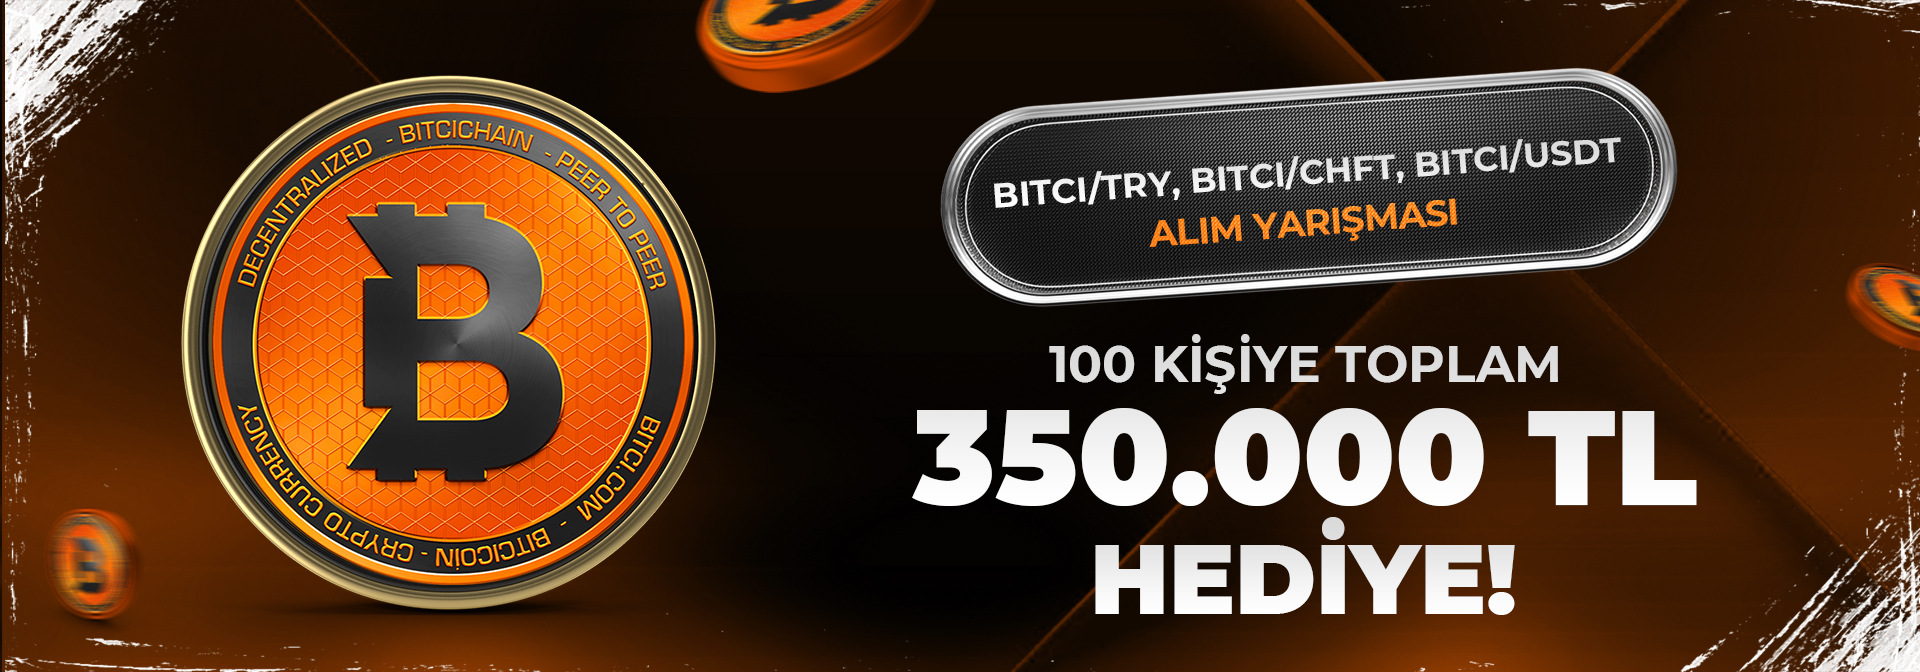 DECENTRALIZED - BITCICHAIN - PEER TO PEER
BITCI.COM - BITCICOİN - CRYPTO CURRENCY
BITCI/TRY, BITCI/CHFT, BITCI/USDT
ALIM YARIŞMASI
100 KİŞİYE TOPLAM
350.000 TL
HEDİYE!